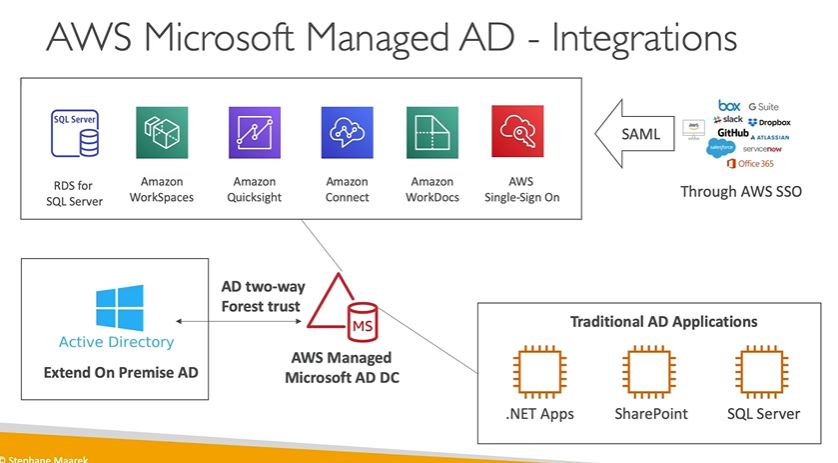 AWS Microsoft Managed AD - Integrations
SQL Server
RDS for
SQL Server
Amazon
WorkSpaces
Amazon
Quicksight
Amazon
Connect
Amazon
WorkDocs
AWS
Single-Sign On
SAML
aws
box
G Suite
slack
Dropbox
GitHub
A ATLASSIAN
salesforce
servicenow
Office 365
Through AWS SSO
Active Directory
Extend On Premise AD
AD two-way
Forest trust
MS
AWS Managed
Microsoft AD DC
Traditional AD Applications
.NET Apps
SharePoint
SQL Server
© Stephane Maarek